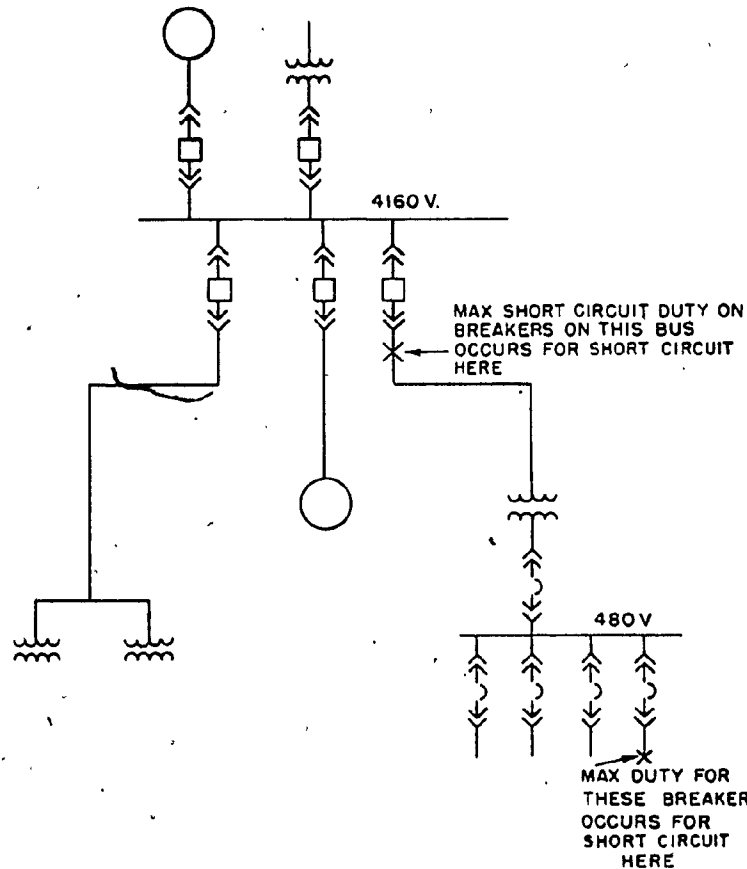 4160 V.
MAX SHORT CIRCUIT DUTY ON
BREAKERS ON THIS BUS
OCCURS FOR SHORT CIRCUIT
HERE
480 V
MAX DUTY FOR
THESE BREAKER
OCCURS FOR
SHORT CIRCUIT
HERE